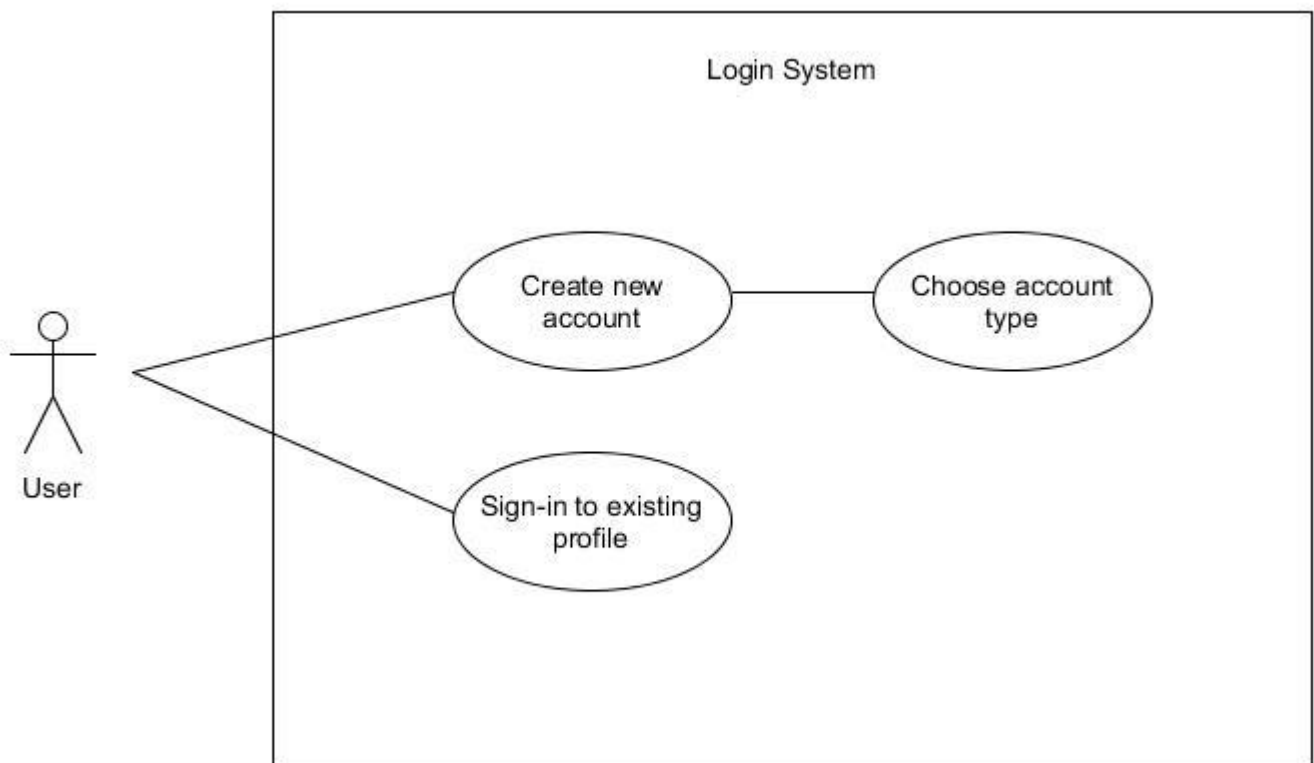 Login System
Create new
account
Choose account
type
User
Sign-in to existing
profile